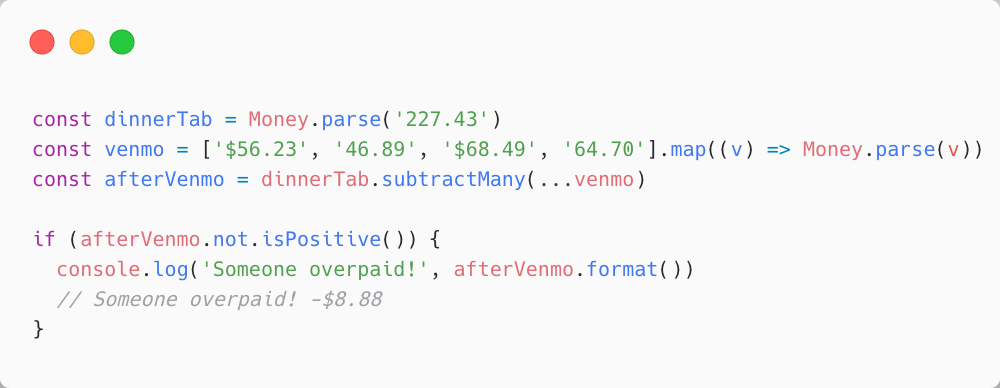 const dinnerTab = Money.parse('227.43')
const venmo = ['$56.23', '46.89', '$68.49', '64.70'].map((v) => Money.parse(v))
const afterVenmo = dinnerTab.subtractMany(...venmo)
if (afterVenmo.not.isPositive()) {
  console.log('Someone overpaid!', afterVenmo.format())
  // Someone overpaid! -$8.88
}